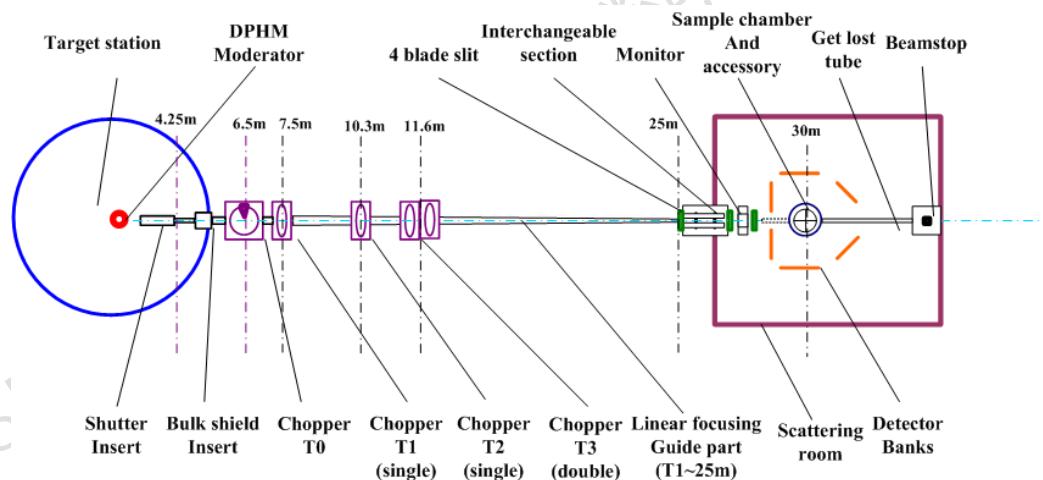 Target station
DPHM
Moderator
4 blade slit
Interchangeable
section
Monitor
Sample chamber
And
accessory
Get lost
tube
Beamstop
4.25m
6.5m
7.5m
10.3m
11.6m
25m
30m
Shutter
Insert
Bulk shield
Insert
Chopper
T0
Chopper
T1
(single)
Chopper
T2
(single)
Chopper
T3
(double)
Linear focusing
Guide part
(T1~25m)
Scattering
room
Detector
Banks